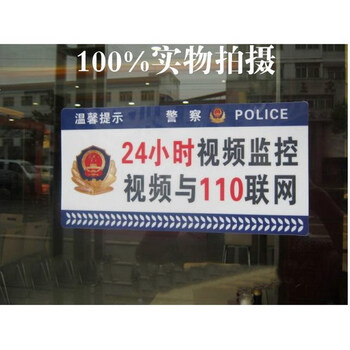 100%实物拍摄
温馨提示 警察 POLICE
24小时视频监控
视频与110联网